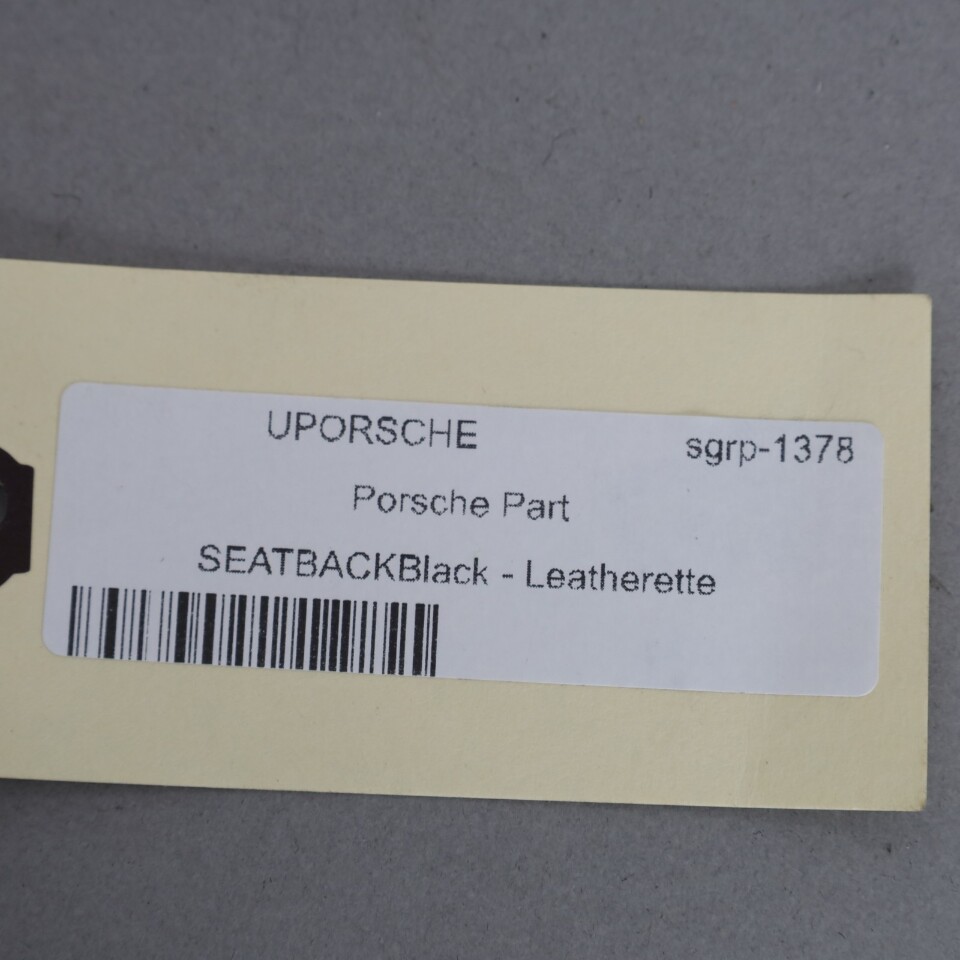 UPORSCHE sgrp-1378
Porsche Part
SEATBACKBlack - Leatherette